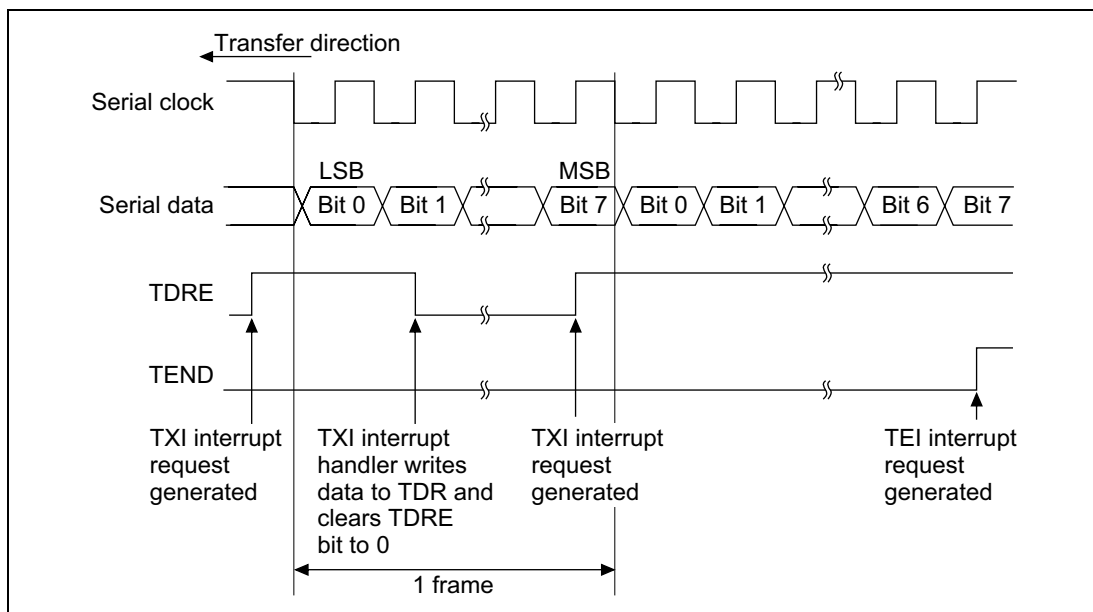 Transfer direction
Serial clock
LSB
MSB
Serial data
Bit 0
Bit 1
Bit 7
Bit 0
Bit 1
Bit 6
Bit 7
TDRE
TEND
TXI interrupt
request
generated
TXI interrupt
handler writes
data to TDR and
clears TDRE
bit to 0
TXI interrupt
request
generated
TEI interrupt
request
generated
1 frame